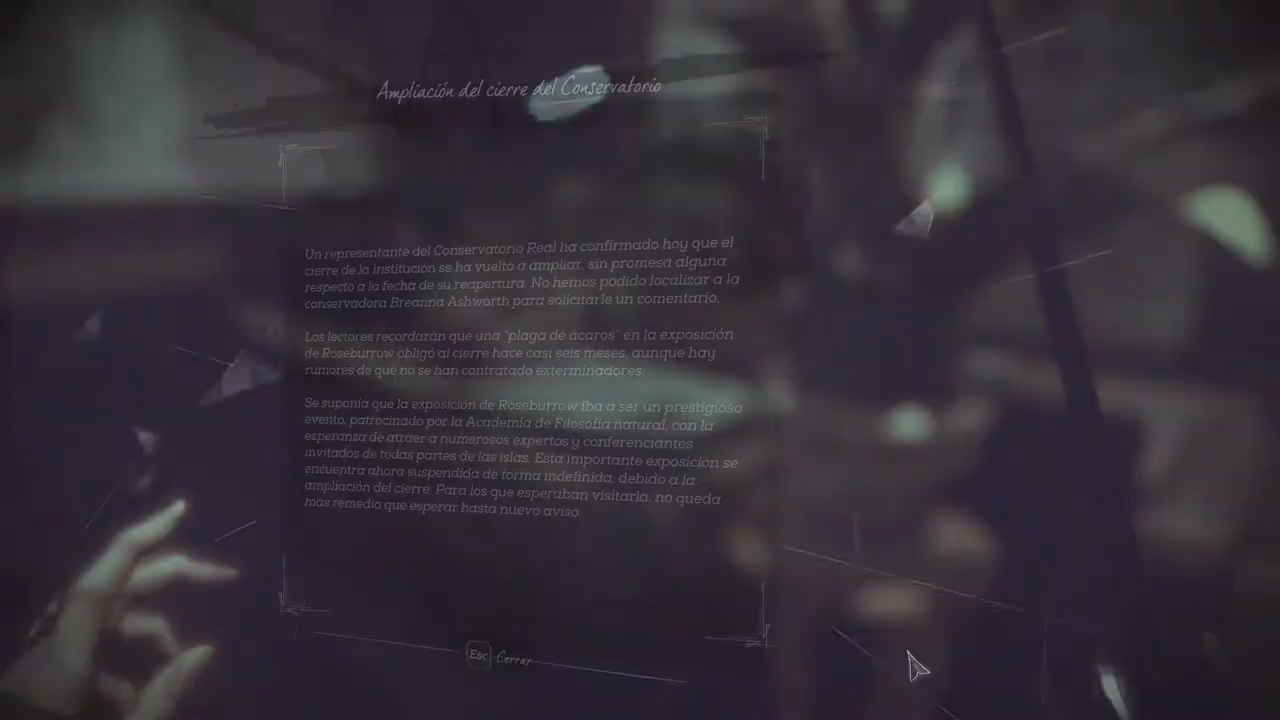 Ampliación del cierre del Conservatorio
Un representante del Conservatorio Real ha confirmado hoy que el
cierre de la institución se ha vuelto a ampliar, sin promesa alguna
respecto a la fecha de su reapertura. No hemos podido localizar a la
conservadora Breanna Ashworth para solicitarle un comentario.
Los lectores recordarán que una "plaga de ácaros" en la exposición
de Roseburrow obligó al cierre hace casi seis meses, aunque hay
rumores de que no se han contratado exterminadores.
Se suponía que la exposición de Roseburrow iba a ser un prestigioso
evento, patrocinado por la Academia de Filosofía natural, con la
esperanza de atraer a numerosos expertos y conferenciantes
invitados de todas partes de las islas. Esta importante exposición se
encuentra ahora suspendida de forma indefinida, debido a la
ampliación del cierre. Para los que esperaban visitarla, no queda
más remedio que esperar hasta nuevo aviso.
Esc Cerrar